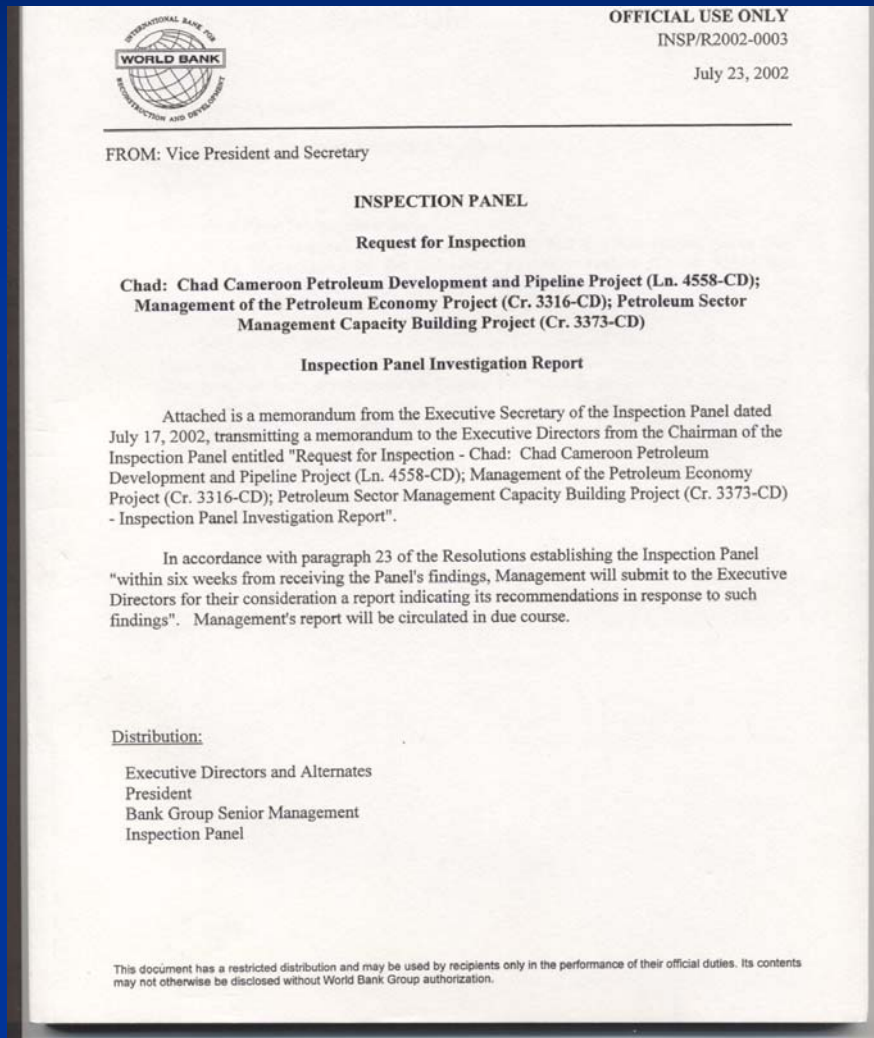 OFFICIAL USE ONLY
INSP/R2002-0003
July 23, 2002
INTERNATIONAL BANK FOR
WORLD BANK
RECONSTRUCTION AND DEVELOPMENT
FROM: Vice President and Secretary
INSPECTION PANEL
Request for Inspection
Chad: Chad Cameroon Petroleum Development and Pipeline Project (Ln. 4558-CD);
Management of the Petroleum Economy Project (Cr. 3316-CD); Petroleum Sector
Management Capacity Building Project (Cr. 3373-CD)
Inspection Panel Investigation Report
Attached is a memorandum from the Executive Secretary of the Inspection Panel dated
July 17, 2002, transmitting a memorandum to the Executive Directors from the Chairman of the
Inspection Panel entitled "Request for Inspection - Chad: Chad Cameroon Petroleum
Development and Pipeline Project (Ln. 4558-CD); Management of the Petroleum Economy
Project (Cr. 3316-CD); Petroleum Sector Management Capacity Building Project (Cr. 3373-CD)
- Inspection Panel Investigation Report".
In accordance with paragraph 23 of the Resolutions establishing the Inspection Panel
"within six weeks from receiving the Panel's findings, Management will submit to the Executive
Directors for their consideration a report indicating its recommendations in response to such
findings". Management's report will be circulated in due course.
Distribution:
Executive Directors and Alternates
President
Bank Group Senior Management
Inspection Panel
This document has a restricted distribution and may be used by recipients only in the performance of their official duties. Its contents
may not otherwise be disclosed without World Bank Group authorization.